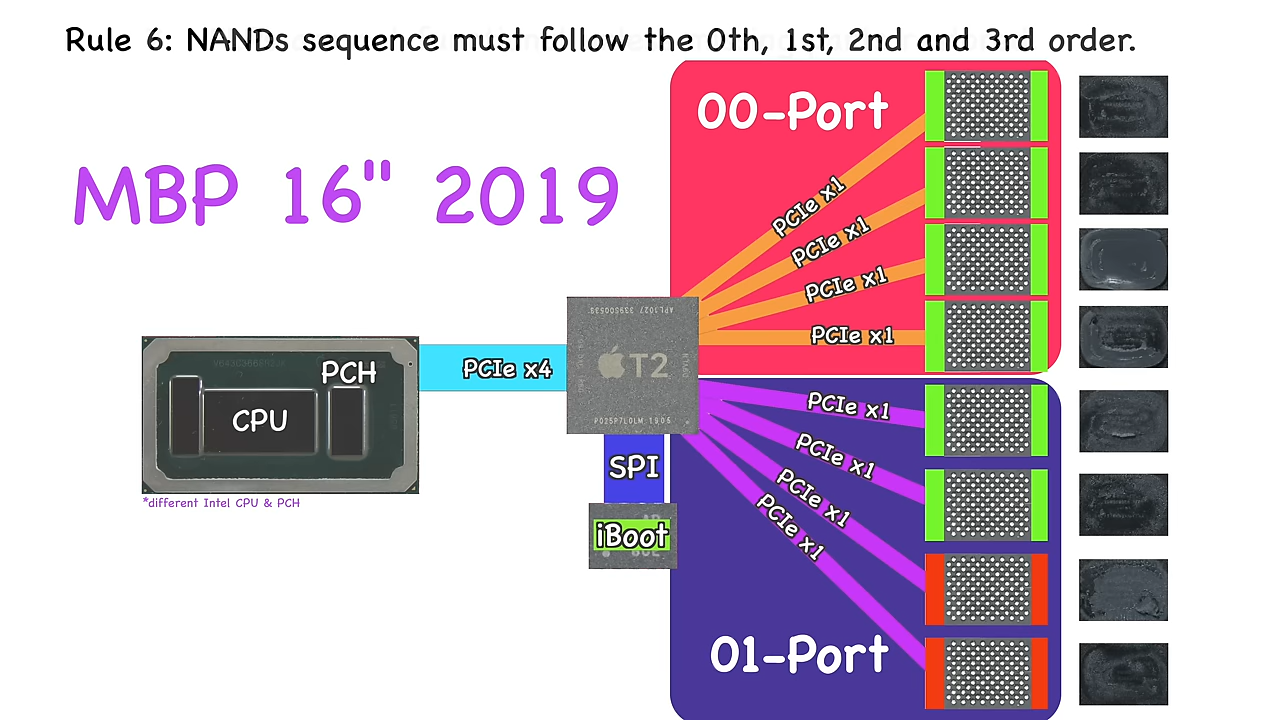 Rule 6: NANDs sequence must follow the 0th, 1st, 2nd and 3rd order.
MBP 16" 2019
00-Port
PCIe x1
PCIe x1
PCIe x1
PCIe x1
PCH
CPU
PCIe x4
T2
*different Intel CPU & PCH
SPI
iBoot
PCIe x1
PCIe x1
PCIe x1
PCIe x1
01-Port